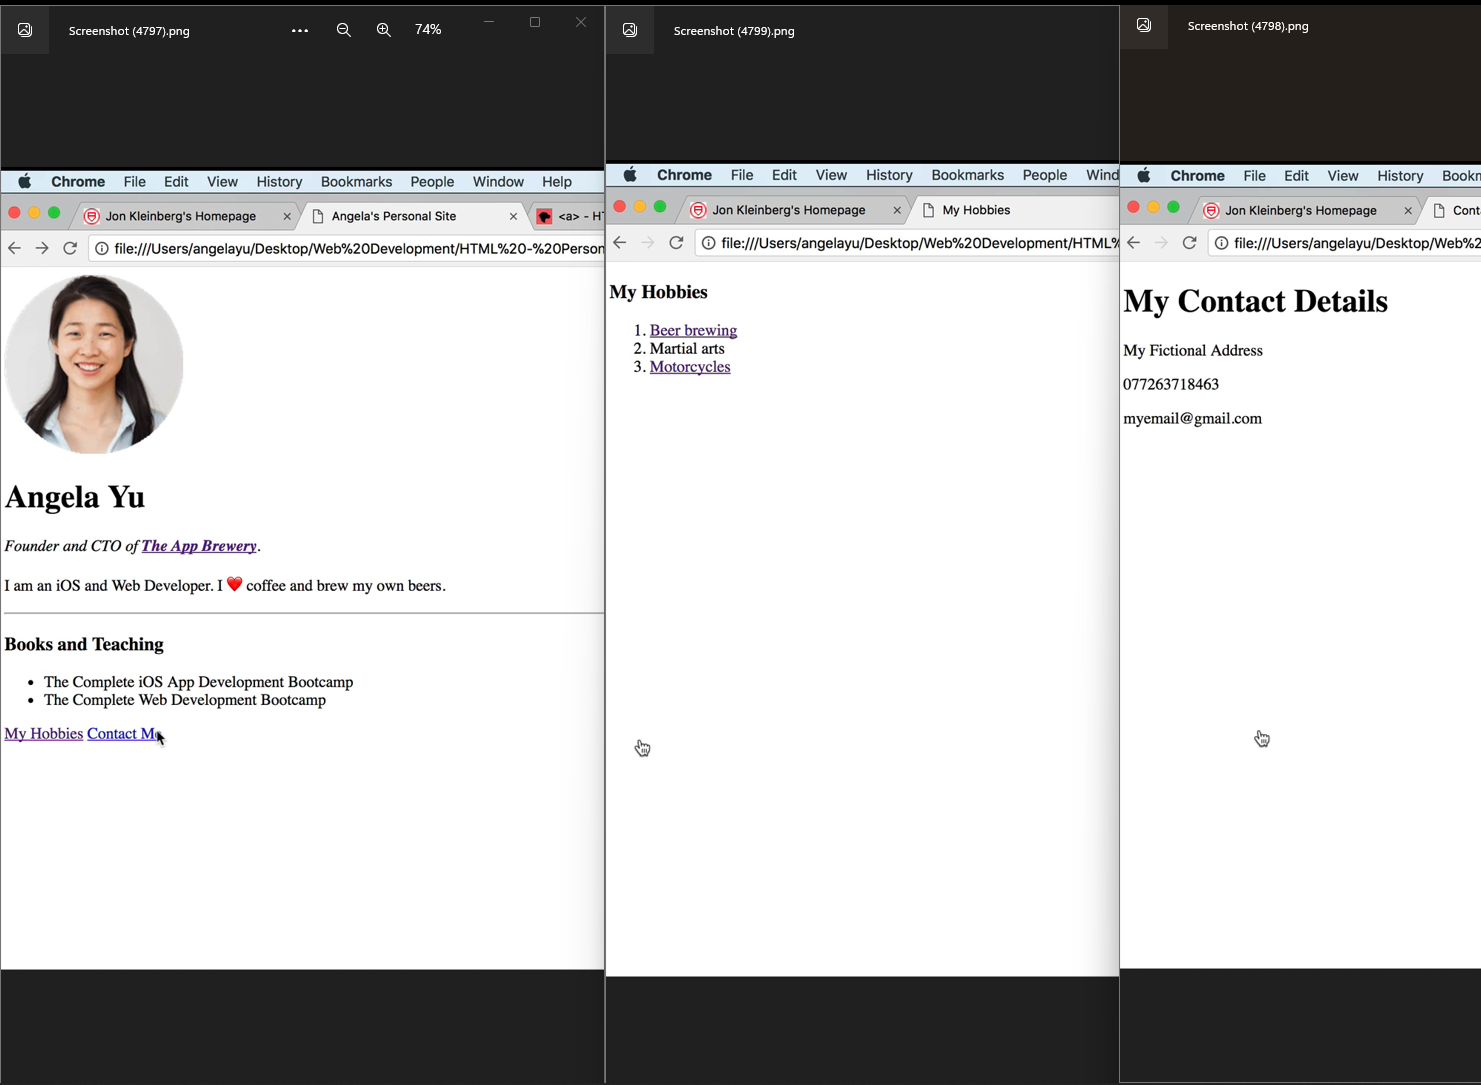 Screenshot (4797).png
74%
Chrome File Edit View History Bookmarks People Window Help
Jon Kleinberg's Homepage
Angela's Personal Site
<a> - HT
file:///Users/angelayu/Desktop/Web%20Development/HTML%20-%20Person
Angela Yu
Founder and CTO of The App Brewery.
I am an iOS and Web Developer. I ❤️ coffee and brew my own beers.
Books and Teaching
• The Complete iOS App Development Bootcamp
• The Complete Web Development Bootcamp
My Hobbies Contact Me
Screenshot (4799).png
Chrome File Edit View History Bookmarks People Wind
Jon Kleinberg's Homepage
My Hobbies
file:///Users/angelayu/Desktop/Web%20Development/HTML%
My Hobbies
1. Beer brewing
2. Martial arts
3. Motorcycles
Screenshot (4798).png
Chrome File Edit View History Bookm
Jon Kleinberg's Homepage
Cont
file:///Users/angelayu/Desktop/Web%2
My Contact Details
My Fictional Address
077263718463
myemail@gmail.com